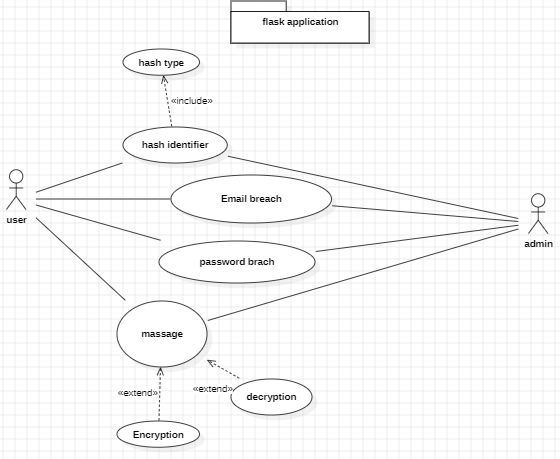 flask application
hash type
«include»
hash identifier
Email breach
user
admin
password brach
massage
«extend»
«extend»
decryption
Encryption